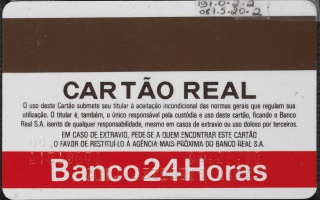 CARTÃO REAL
O uso deste Cartão submete seu titular à aceitação incondicional das normas gerais que regulam sua
utilização. O titular é, também, o único responsável pela custódia e uso deste cartão, ficando o Banco
Real S.A. isento de qualquer responsabilidade, mesmo em casos de extravio ou uso doloso por terceiros.
EM CASO DE EXTRAVIO, PEDE-SE A QUEM ENCONTRAR ESTE CARTÃO
O FAVOR DE RESTITUÍ-LO À AGÊNCIA MAIS PRÓXIMA DO BANCO REAL S.A.
Banco24Horas